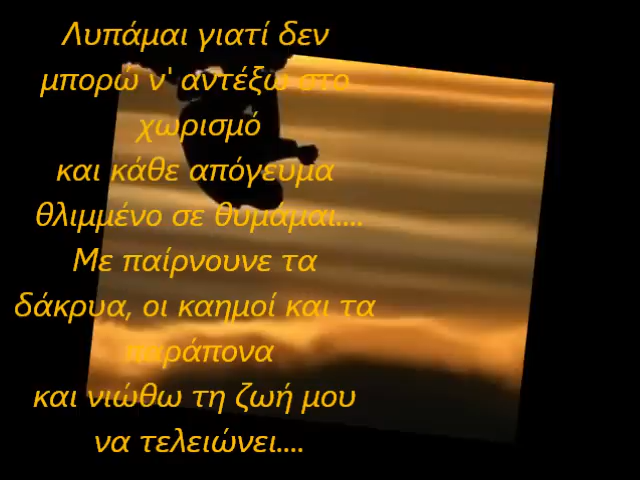 Λυπάμαι γιατί δεν
μπορώ ν' αντέξω στο
χωρισμό
και κάθε απόγευμα
θλιμμένο σε θυμάμαι....
Με παίρνουνε τα
δάκρυα, οι καημοί και τα
παράπονα
και νιώθω τη ζωή μου
να τελειώνει....